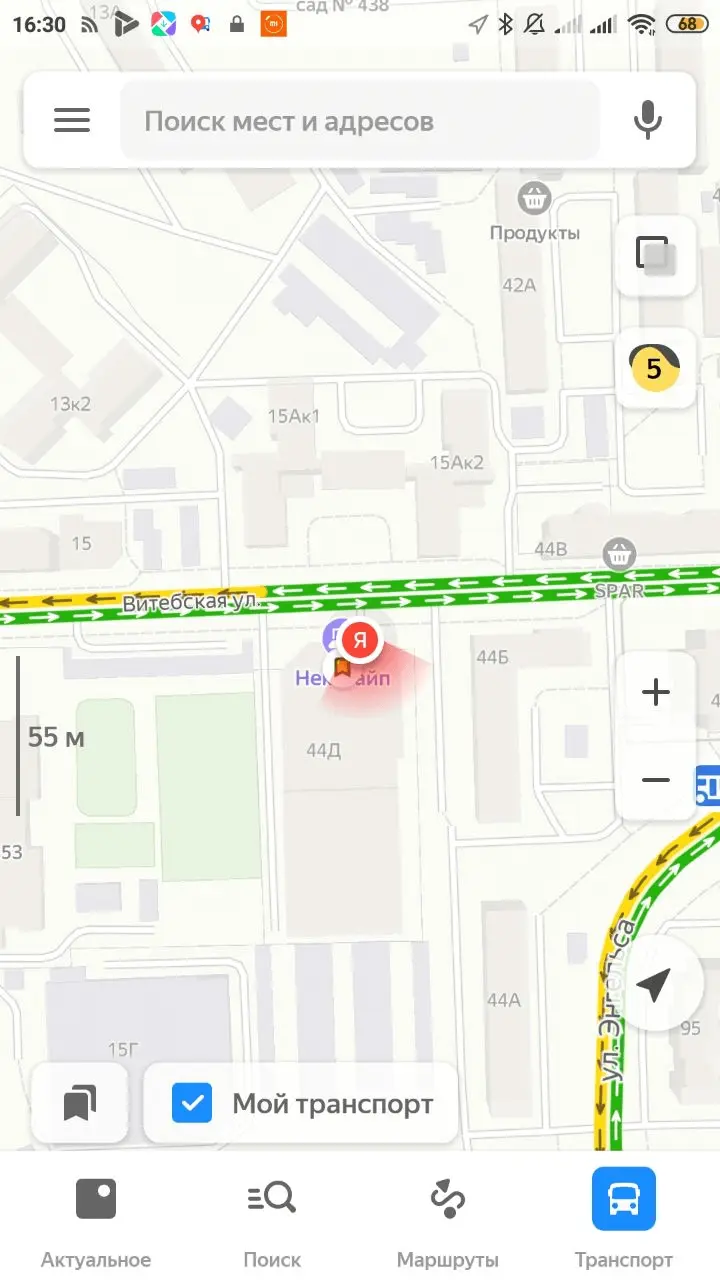 16:30
68
13А
сад № 438
Поиск мест и адресов
Продукты
42А
5
13к2
15Ак1
15Ак2
15
44В
SPAR
Витебская ул.
Я
44Б
44Д
55 м
53
ул. Энгельса
44А
95
15Г
Мой транспорт
Актуальное
Поиск
Маршруты
Транспорт